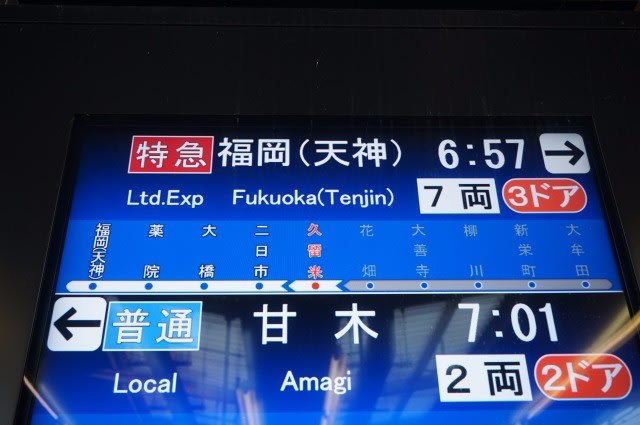 特急 福岡(天神) 6:57 →
Ltd.Exp Fukuoka(Tenjin) 7両 3ドア
福岡(天神) 薬院 大橋 二日市 久留米 花畑 大善寺 柳川 新栄町 大牟田
← 普通 甘木 7:01
Local Amagi 2両 2ドア